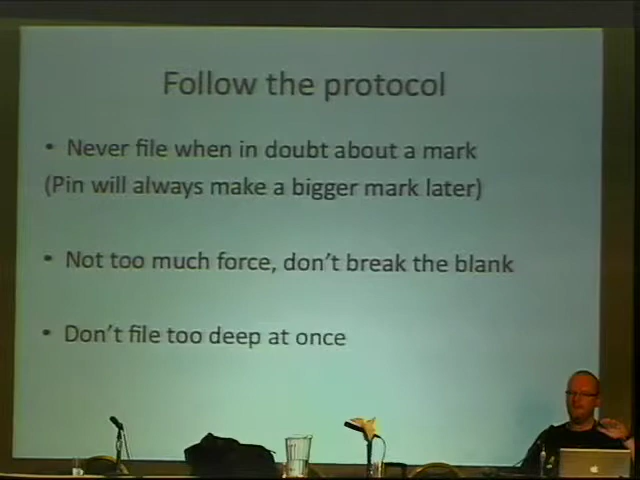 Follow the protocol
• Never file when in doubt about a mark
(Pin will always make a bigger mark later)
• Not too much force, don't break the blank
• Don't file too deep at once